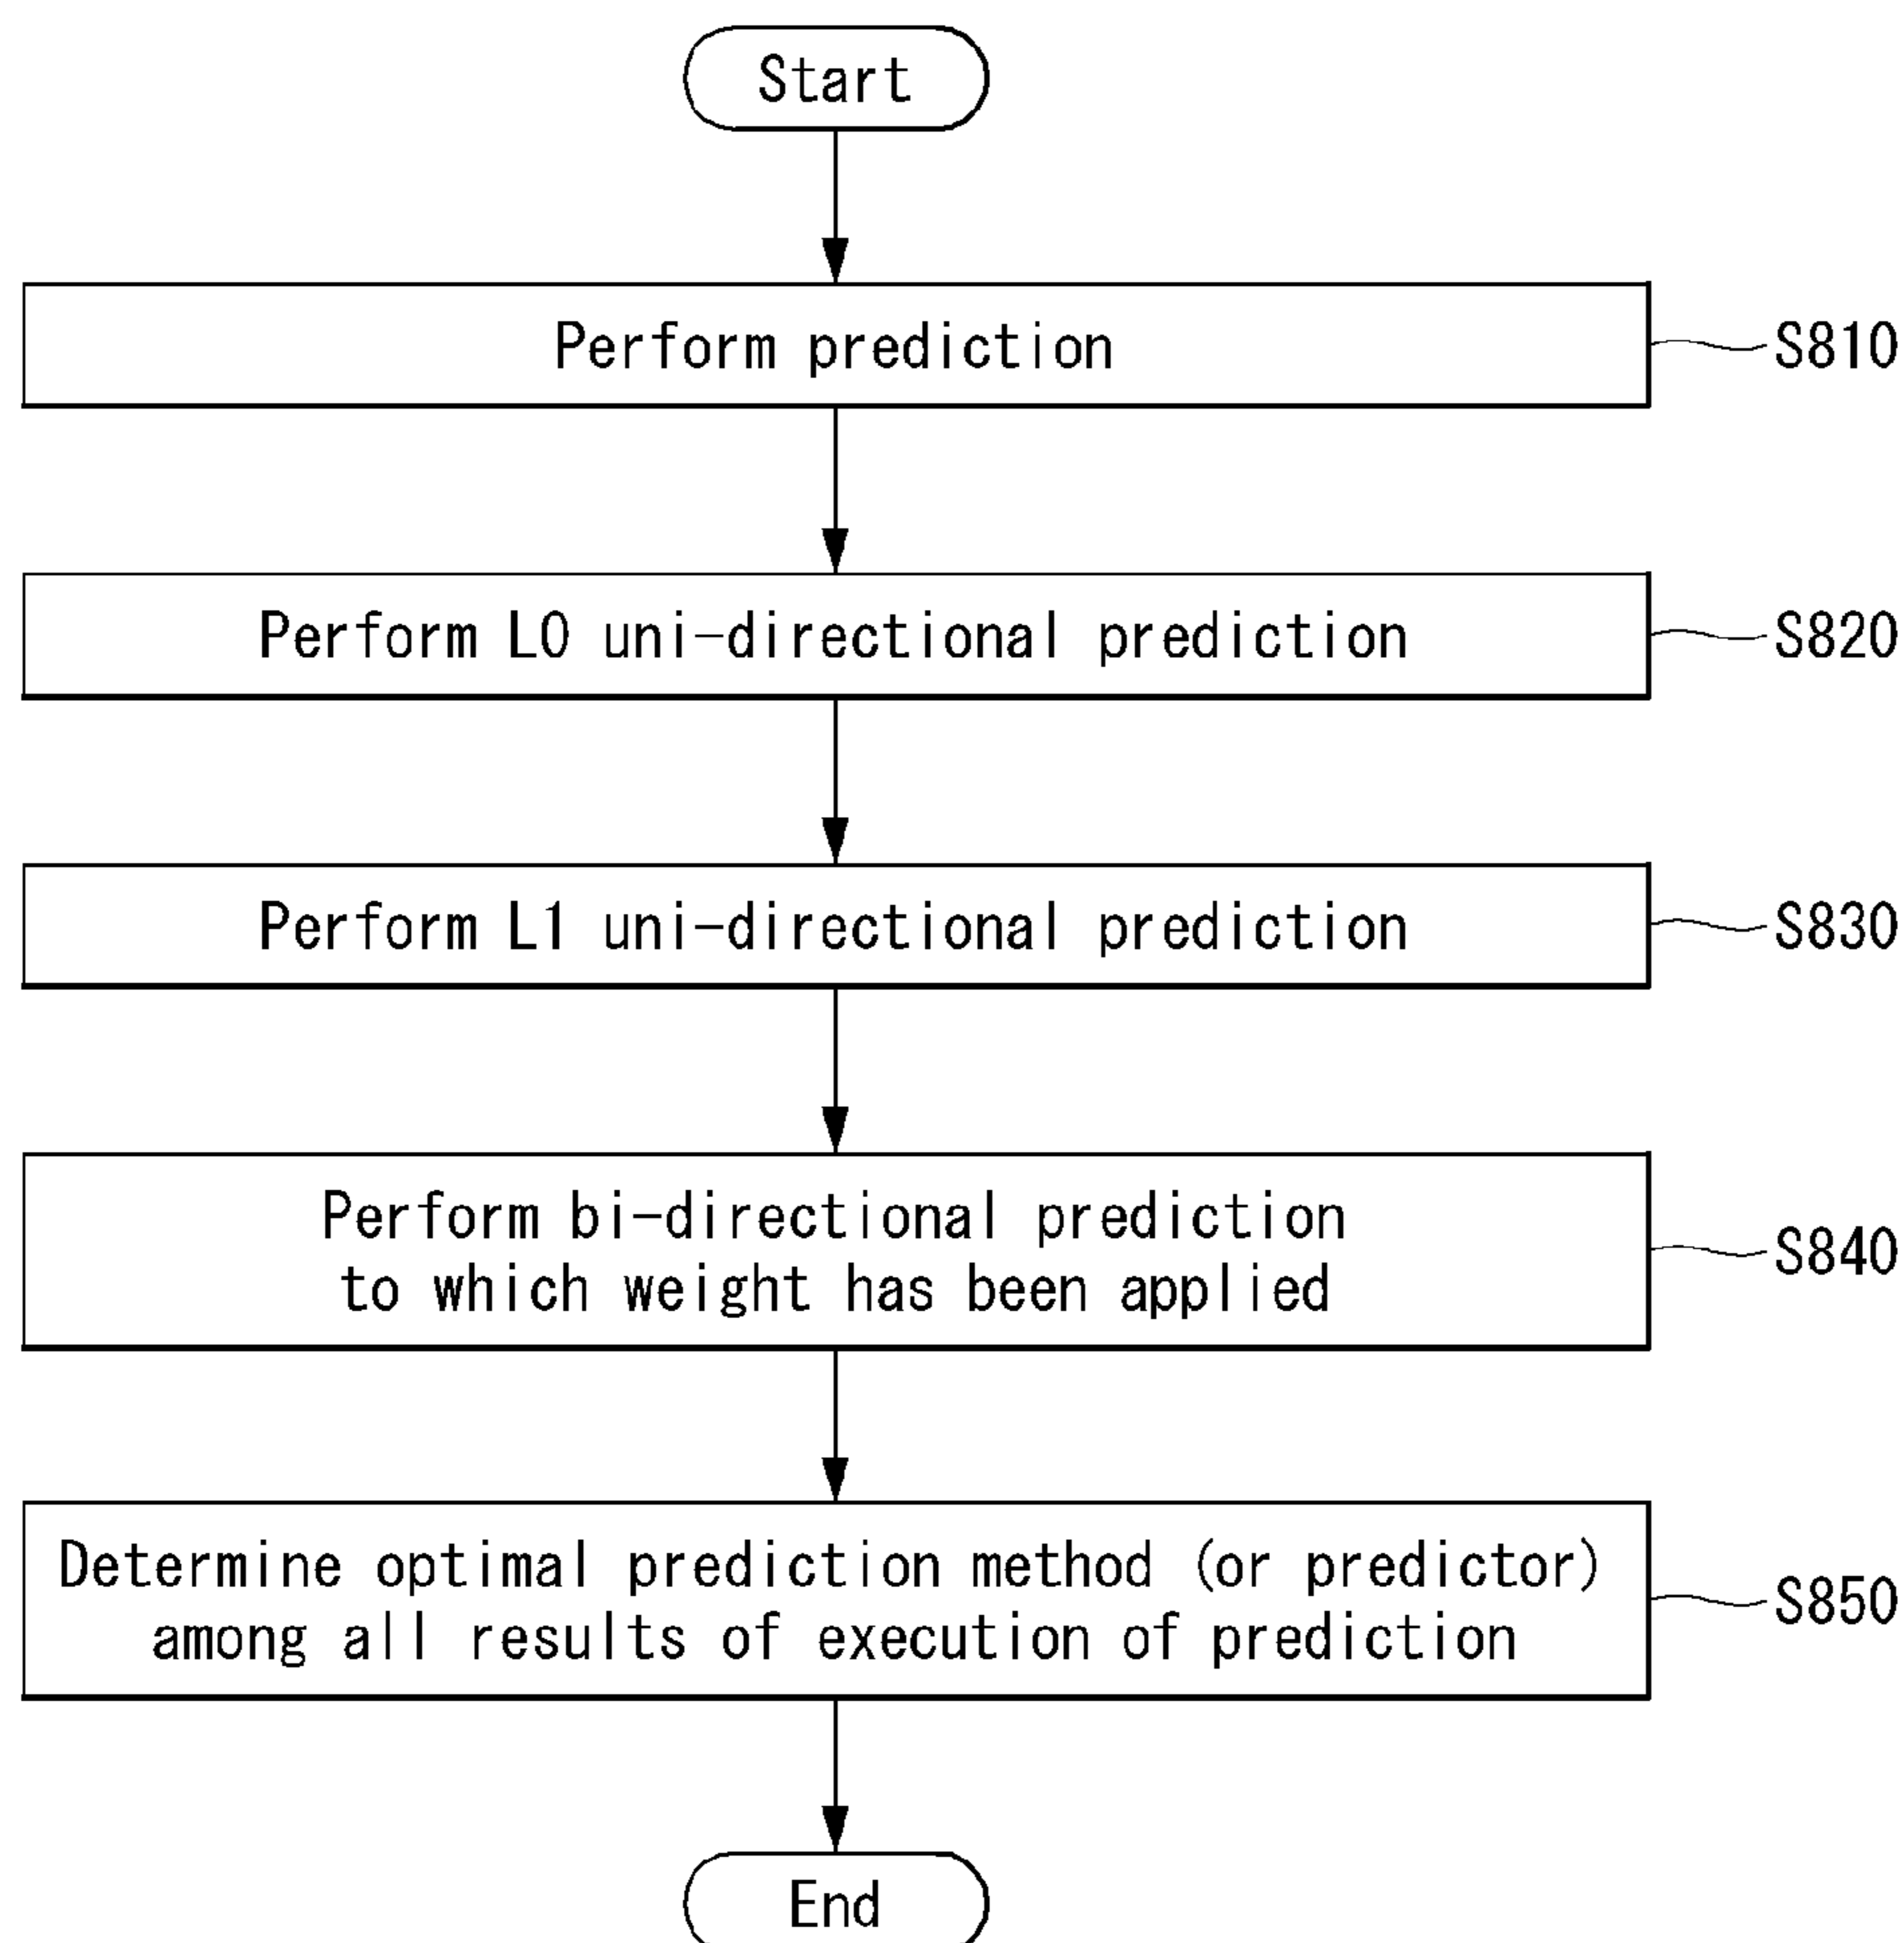 Start
Perform prediction
S810
Perform L0 uni-directional prediction
S820
Perform L1 uni-directional prediction
S830
Perform bi-directional prediction
to which weight has been applied
S840
Determine optimal prediction method (or predictor)
among all results of execution of prediction
S850
End